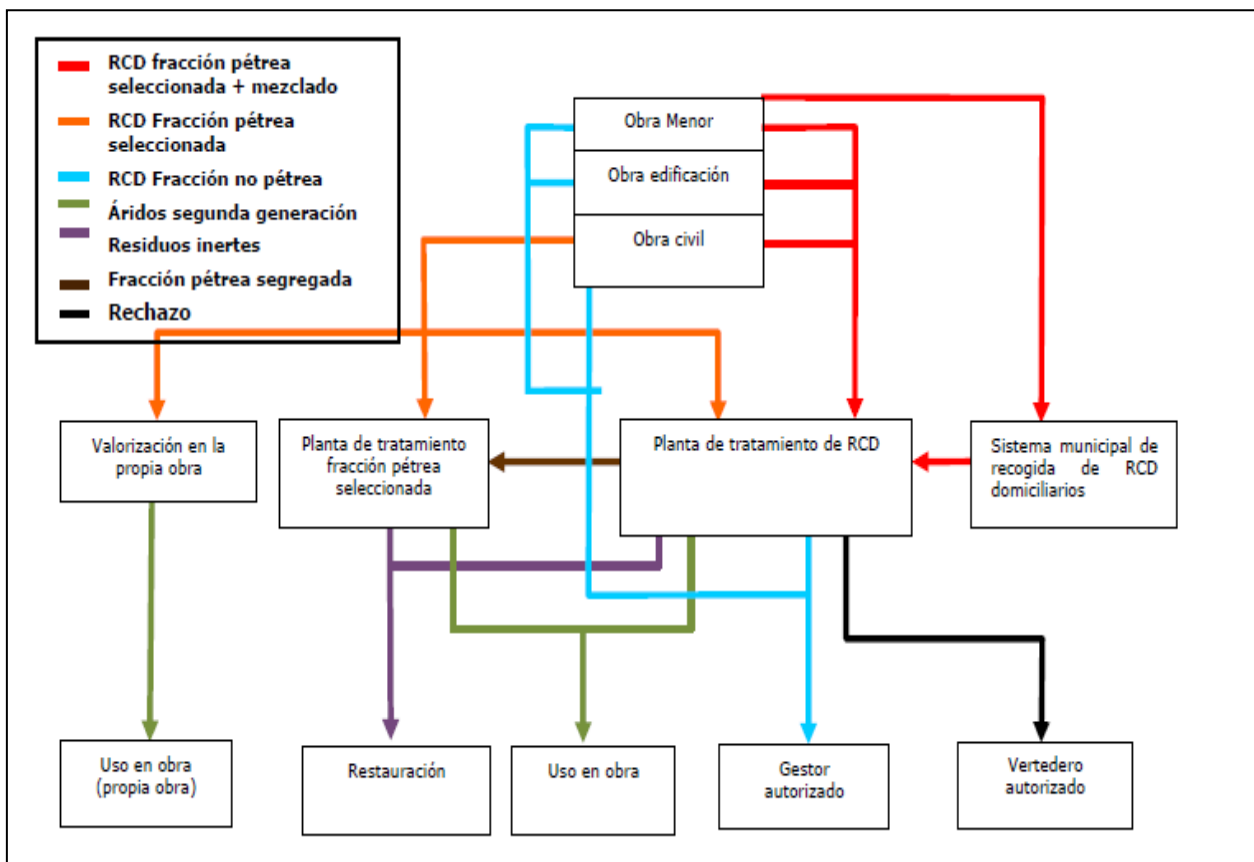 RCD fracción pétrea
seleccionada + mezclado
RCD Fracción pétrea
seleccionada
RCD Fracción no pétrea
Áridos segunda generación
Residuos inertes
Fracción pétrea segregada
Rechazo
Obra Menor
Obra edificación
Obra civil
Valorización en la
propia obra
Planta de tratamiento
fracción pétrea
seleccionada
Planta de tratamiento de RCD
Sistema municipal de
recogida de RCD
domiciliarios
Uso en obra
(propia obra)
Restauración
Uso en obra
Gestor
autorizado
Vertedero
autorizado